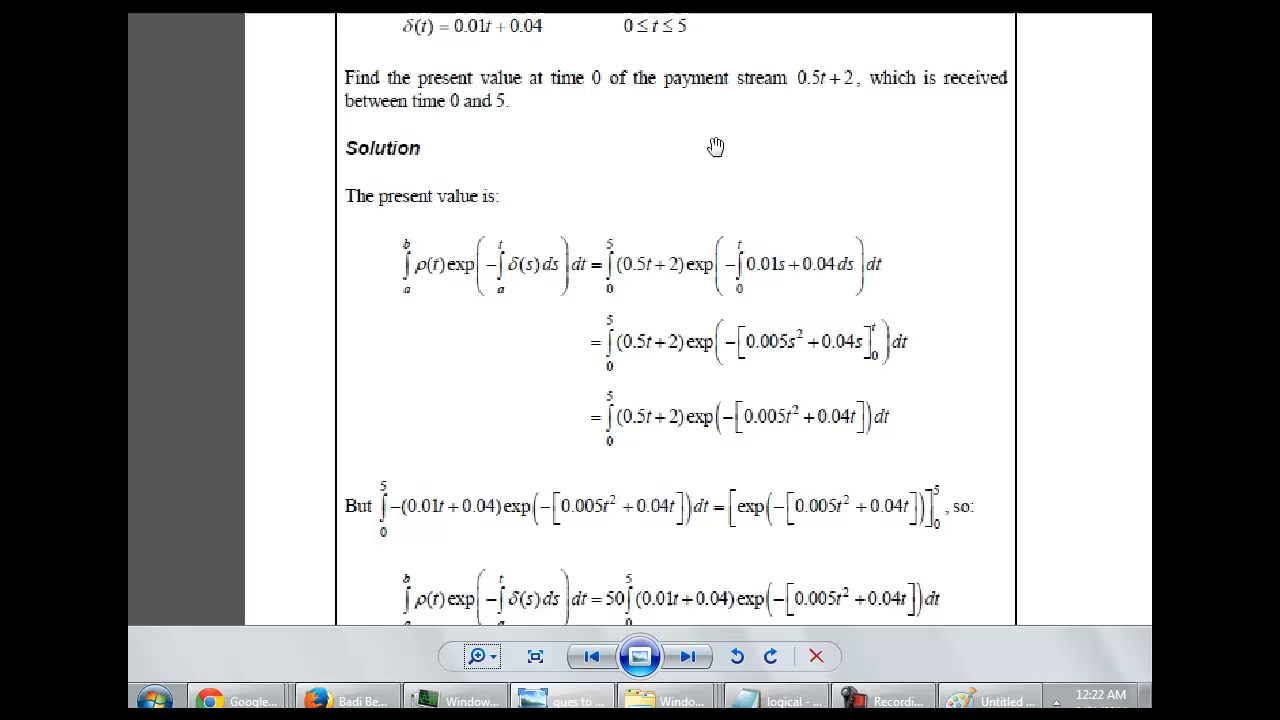 δ(t) = 0.01t + 0.04 0 ≤ t ≤ 5
Find the present value at time 0 of the payment stream 0.5t + 2, which is received
between time 0 and 5.
Solution
The present value is:
∫_a^b ρ(t) exp(−∫_a^t δ(s) ds) dt = ∫_0^5 (0.5t + 2) exp(−∫_0^t 0.01s + 0.04 ds) dt
= ∫_0^5 (0.5t + 2) exp(−[0.005s² + 0.04s]_0^t) dt
= ∫_0^5 (0.5t + 2) exp(−[0.005t² + 0.04t]) dt
But ∫_0^5 −(0.01t + 0.04) exp(−[0.005t² + 0.04t]) dt = [exp(−[0.005t² + 0.04t])]_0^5, so:
∫_a^b ρ(t) exp(−∫_a^t δ(s) ds) dt = 50∫_0^5 (0.01t + 0.04) exp(−[0.005t² + 0.04t]) dt
Google... Badi Be... Window... ques to ... Windo... logical - ... Recordi... Untitled ... 12:22 AM